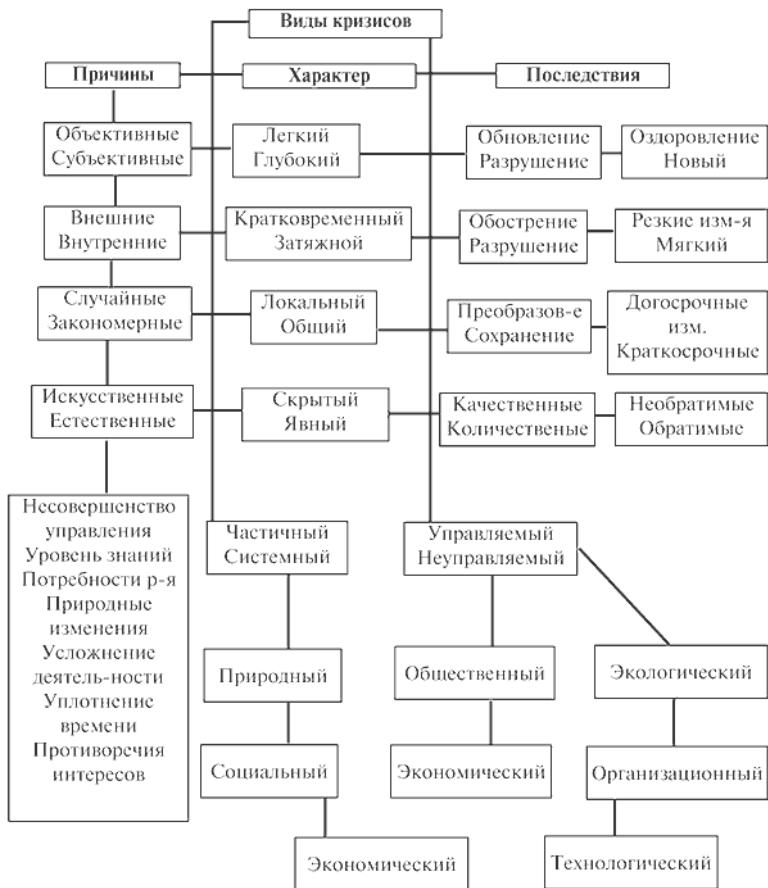 Виды кризисов
Причины
Характер
Последствия
Объективные
Субъективные
Легкий
Глубокий
Обновление
Разрушение
Оздоровление
Новый
Внешние
Внутренние
Кратковременный
Затяжной
Обострение
Разрушение
Резкие изм-я
Мягкий
Случайные
Закономерные
Локальный
Общий
Преобразов-е
Сохранение
Догосрочные
изм.
Краткосрочные
Искусственные
Естественные
Скрытый
Явный
Качественные
Количественые
Необратимые
Обратимые
Несовершенство
управления
Уровень знаний
Потребности р-я
Природные
изменения
Усложнение
деятель-ности
Уплотнение
времени
Противоречия
интересов
Частичный
Системный
Управляемый
Неуправляемый
Природный
Общественный
Экологический
Социальный
Экономический
Организационный
Экономический
Технологический